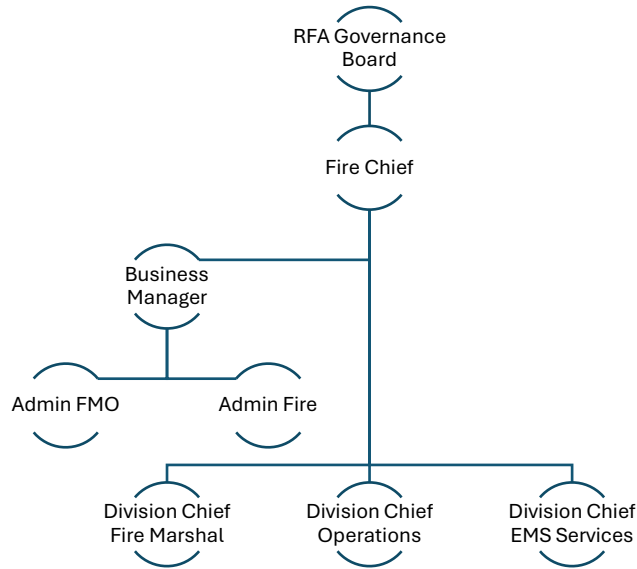 RFA Governance
Board
Fire Chief
Business
Manager
Admin FMO
Admin Fire
Division Chief
Fire Marshal
Division Chief
Operations
Division Chief
EMS Services